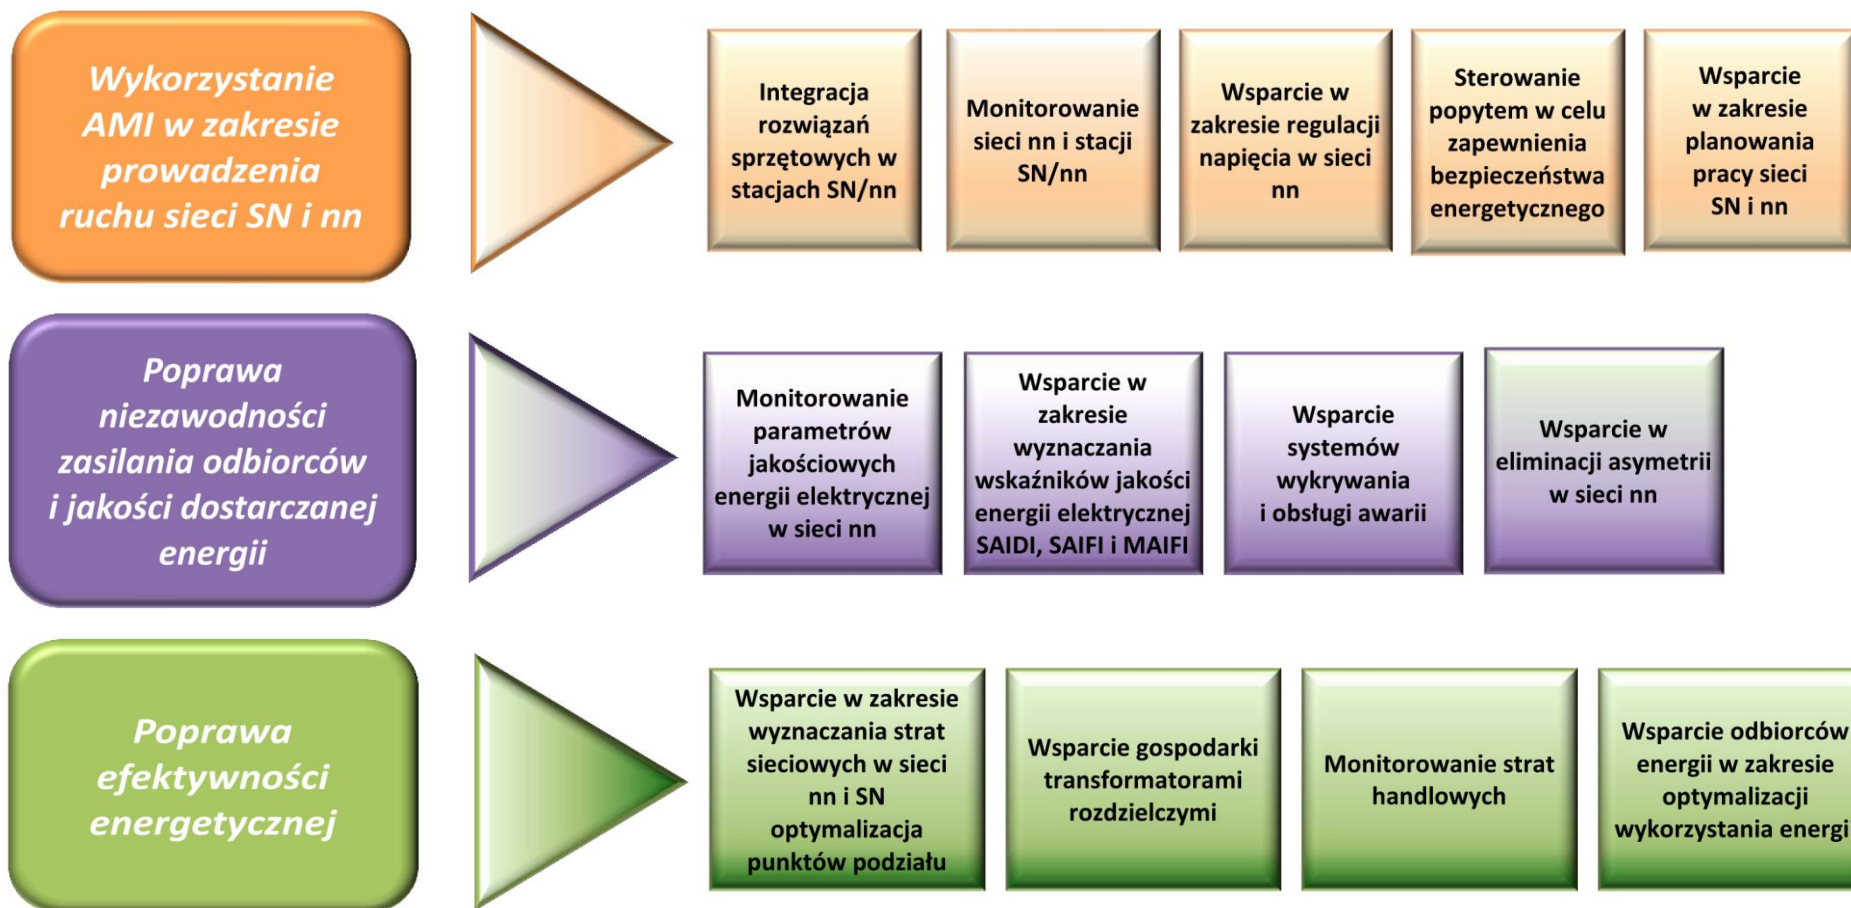 Wykorzystanie
AMI w zakresie
prowadzenia
ruchu sieci SN i nn
Integracja
rozwiązań
sprzętowych w
stacjach SN/nn
Monitorowanie
sieci nn i stacji
SN/nn
Wsparcie w
zakresie regulacji
napięcia w sieci
nn
Sterowanie
popytem w celu
zapewnienia
bezpieczeństwa
energetycznego
Wsparcie
w zakresie
planowania
pracy sieci
SN i nn
Poprawa
niezawodności
zasilania odbiorców
i jakości dostarczanej
energii
Monitorowanie
parametrów
jakościowych
energii elektrycznej
w sieci nn
Wsparcie w
zakresie
wyznaczania
wskaźników jakości
energii elektrycznej
SAIDI, SAIFI i MAIFI
Wsparcie
systemów
wykrywania
i obsługi awarii
Wsparcie w
eliminacji asymetrii
w sieci nn
Poprawa
efektywności
energetycznej
Wsparcie w zakresie
wyznaczania strat
sieciowych w sieci
nn i SN
optymalizacja
punktów podziału
Wsparcie gospodarki
transformatorami
rozdzielczymi
Monitorowanie strat
handlowych
Wsparcie odbiorców
energii w zakresie
optymalizacji
wykorzystania energi